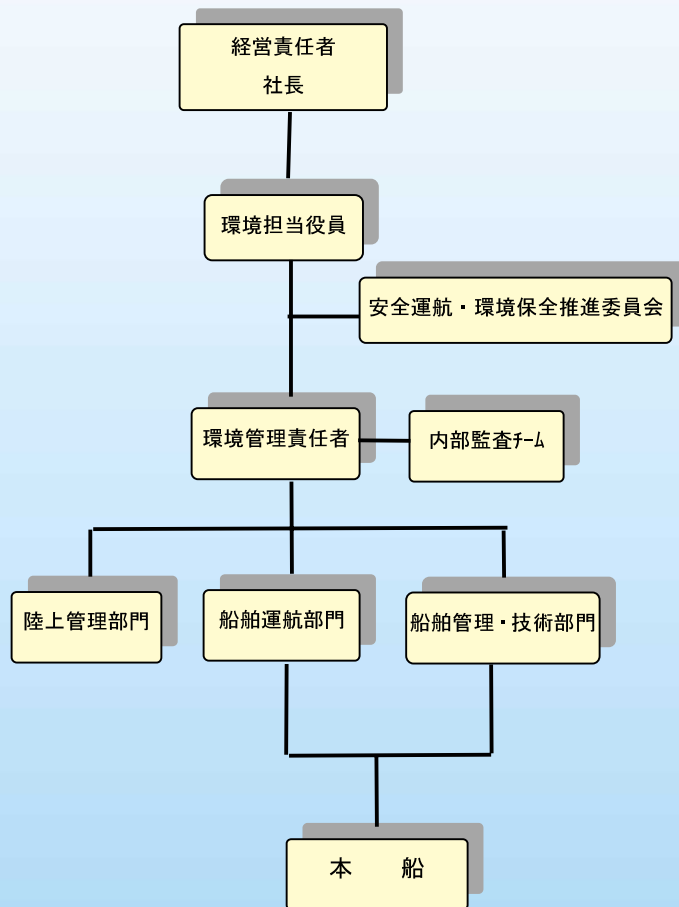 経営責任者
社長
環境担当役員
安全運航・環境保全推進委員会
環境管理責任者
内部監査ﾁｰﾑ
陸上管理部門
船舶運航部門
船舶管理・技術部門
本　　船